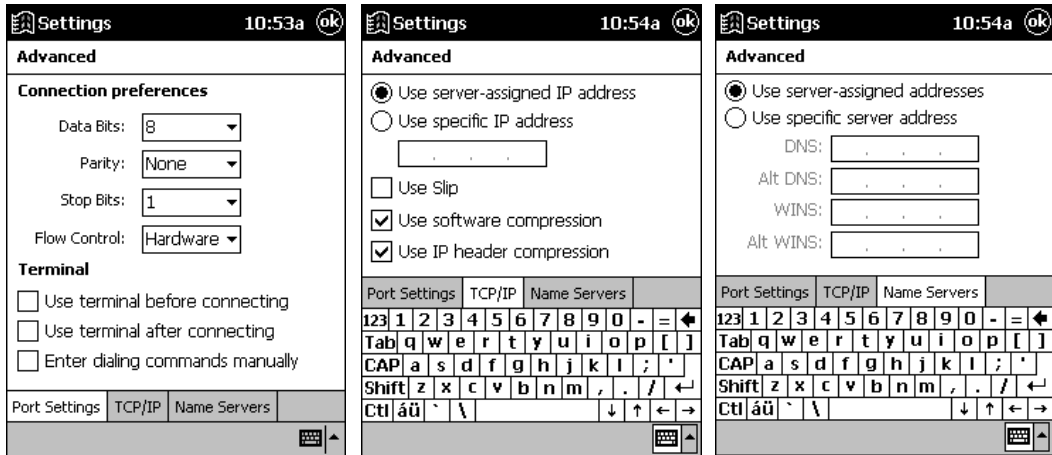 Settings 10:53a ok
Advanced
Connection preferences
Data Bits: 8
Parity: None
Stop Bits: 1
Flow Control: Hardware
Terminal
Use terminal before connecting
Use terminal after connecting
Enter dialing commands manually
Port Settings TCP/IP Name Servers
Settings 10:54a ok
Advanced
Use server-assigned IP address
Use specific IP address
. . .
Use Slip
Use software compression
Use IP header compression
Port Settings TCP/IP Name Servers
123 1 2 3 4 5 6 7 8 9 0 - = ←
Tab q w e r t y u i o p [ ]
CAP a s d f g h j k l ; '
Shift z x c v b n m , . / ↵
Ctl áü ` \ ↓ ↑ ← →
Settings 10:54a ok
Advanced
Use server-assigned addresses
Use specific server address
DNS: . . .
Alt DNS: . . .
WINS: . . .
Alt WINS: . . .
Port Settings TCP/IP Name Servers
123 1 2 3 4 5 6 7 8 9 0 - = ←
Tab q w e r t y u i o p [ ]
CAP a s d f g h j k l ; '
Shift z x c v b n m , . / ↵
Ctl áü ` \ ↓ ↑ ← →